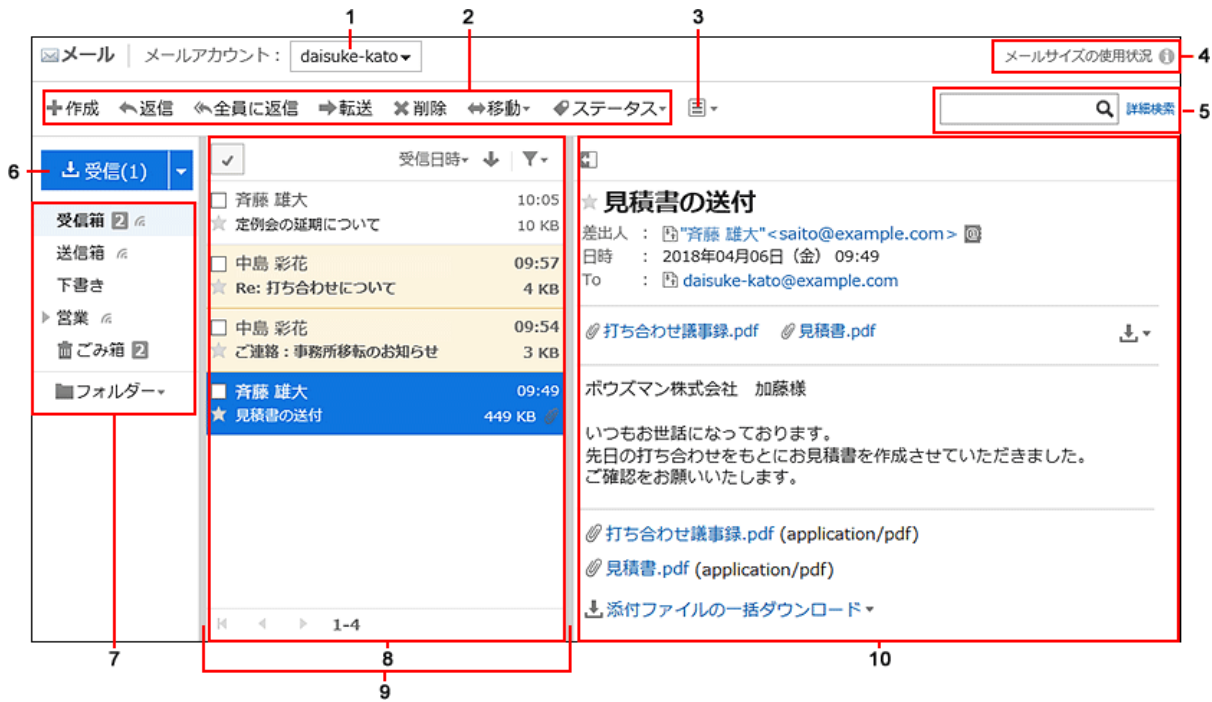 1 2 3
メール メールアカウント： daisuke-kato メールサイズの使用状況 4
作成 返信 全員に返信 転送 削除 移動 ステータス 詳細検索 5
6 受信(1)
受信箱 2
送信箱
下書き
営業
ごみ箱 2
フォルダー
7
受信日時
斉藤 雄大 10:05
定例会の延期について 10 KB
中島 彩花 09:57
Re: 打ち合わせについて 4 KB
中島 彩花 09:54
ご連絡：事務所移転のお知らせ 3 KB
斉藤 雄大 09:49
見積書の送付 449 KB
1-4
8
9
見積書の送付
差出人 ： "斉藤 雄大"<saito@example.com>
日時 ： 2018年04月06日（金） 09:49
To ： daisuke-kato@example.com
打ち合わせ議事録.pdf 見積書.pdf
ボウズマン株式会社　加藤様
いつもお世話になっております。
先日の打ち合わせをもとにお見積書を作成させていただきました。
ご確認をお願いいたします。
打ち合わせ議事録.pdf (application/pdf)
見積書.pdf (application/pdf)
添付ファイルの一括ダウンロード
10